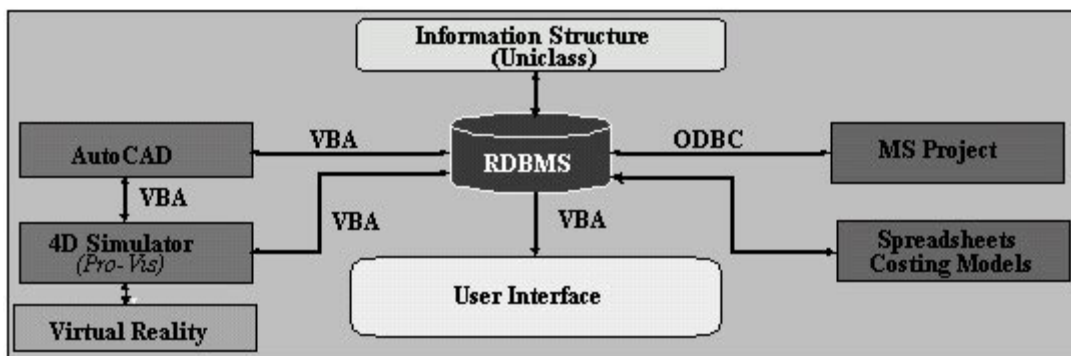 Information Structure
(Uniclass)
VBA
ODBC
AutoCAD
RDBMS
MS Project
VBA
VBA
VBA
4D Simulator
(Pro-Vis)
Spreadsheets
Costing Models
User Interface
Virtual Reality